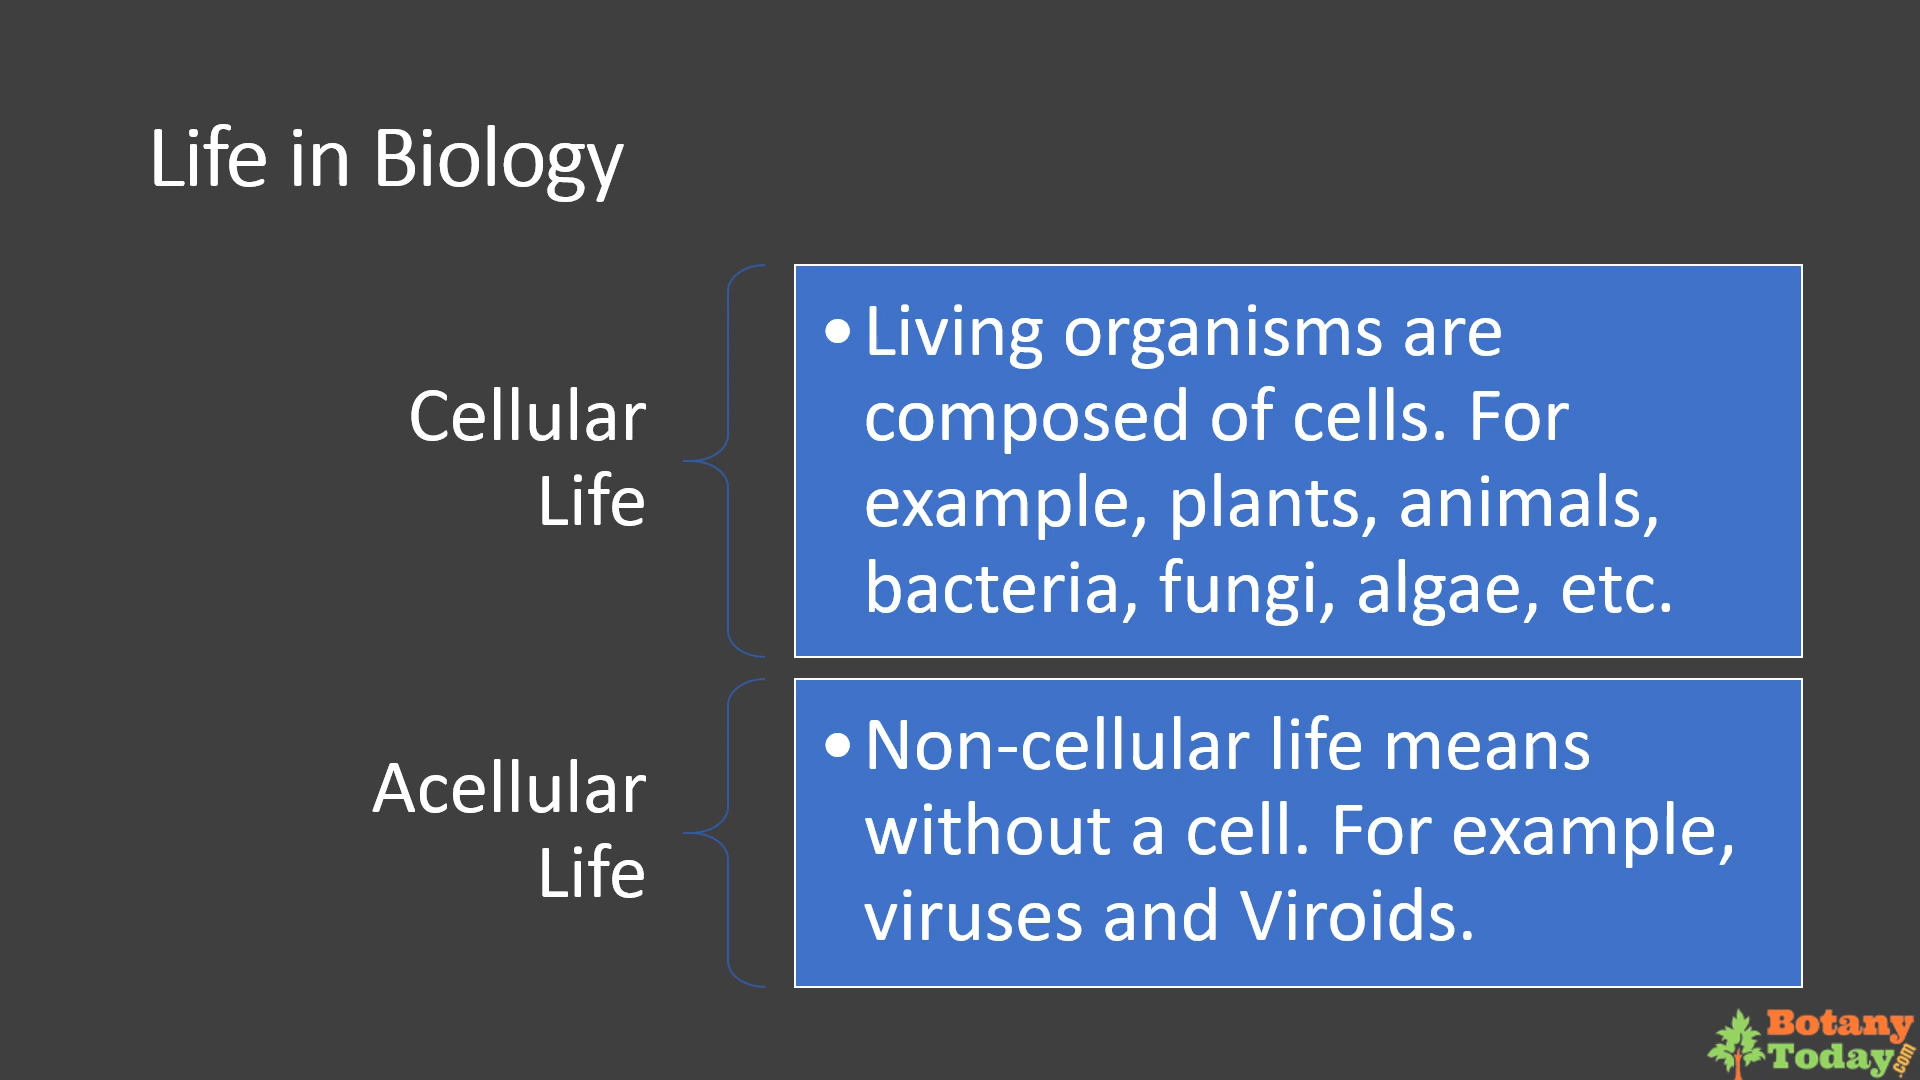 Life in Biology
Cellular
Life
• Living organisms are
composed of cells. For
example, plants, animals,
bacteria, fungi, algae, etc.
Acellular
Life
• Non-cellular life means
without a cell. For example,
viruses and Viroids.
Botany
Today.com